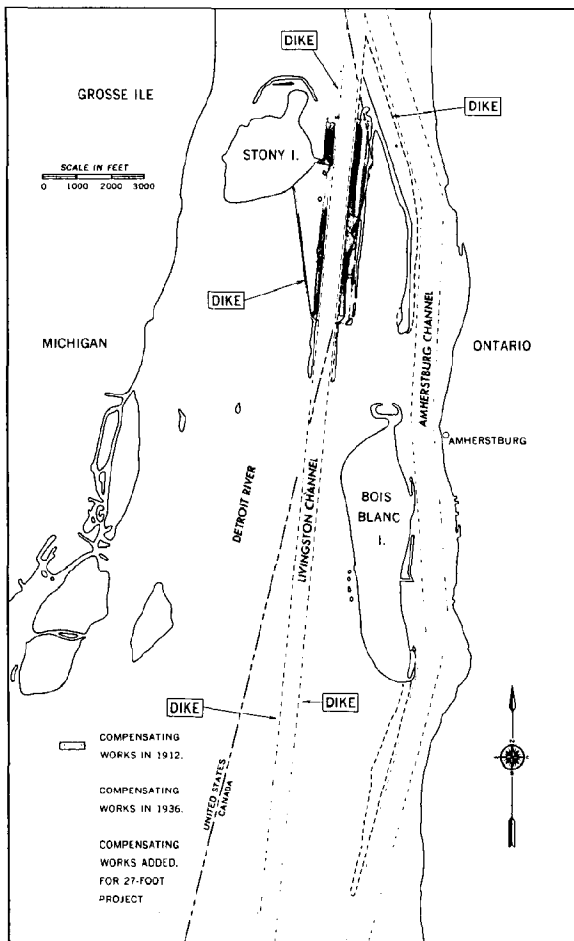 DIKE
GROSSE ILE
DIKE
STONY I.
SCALE IN FEET
0 1000 2000 3000
DIKE
MICHIGAN
AMHERSTBURG CHANNEL
ONTARIO
AMHERSTBURG
DETROIT RIVER
LIVINGSTON CHANNEL
BOIS
BLANC
I.
DIKE
DIKE
COMPENSATING
WORKS IN 1912.
COMPENSATING
WORKS IN 1936.
COMPENSATING
WORKS ADDED.
FOR 27-FOOT
PROJECT
UNITED STATES
CANADA